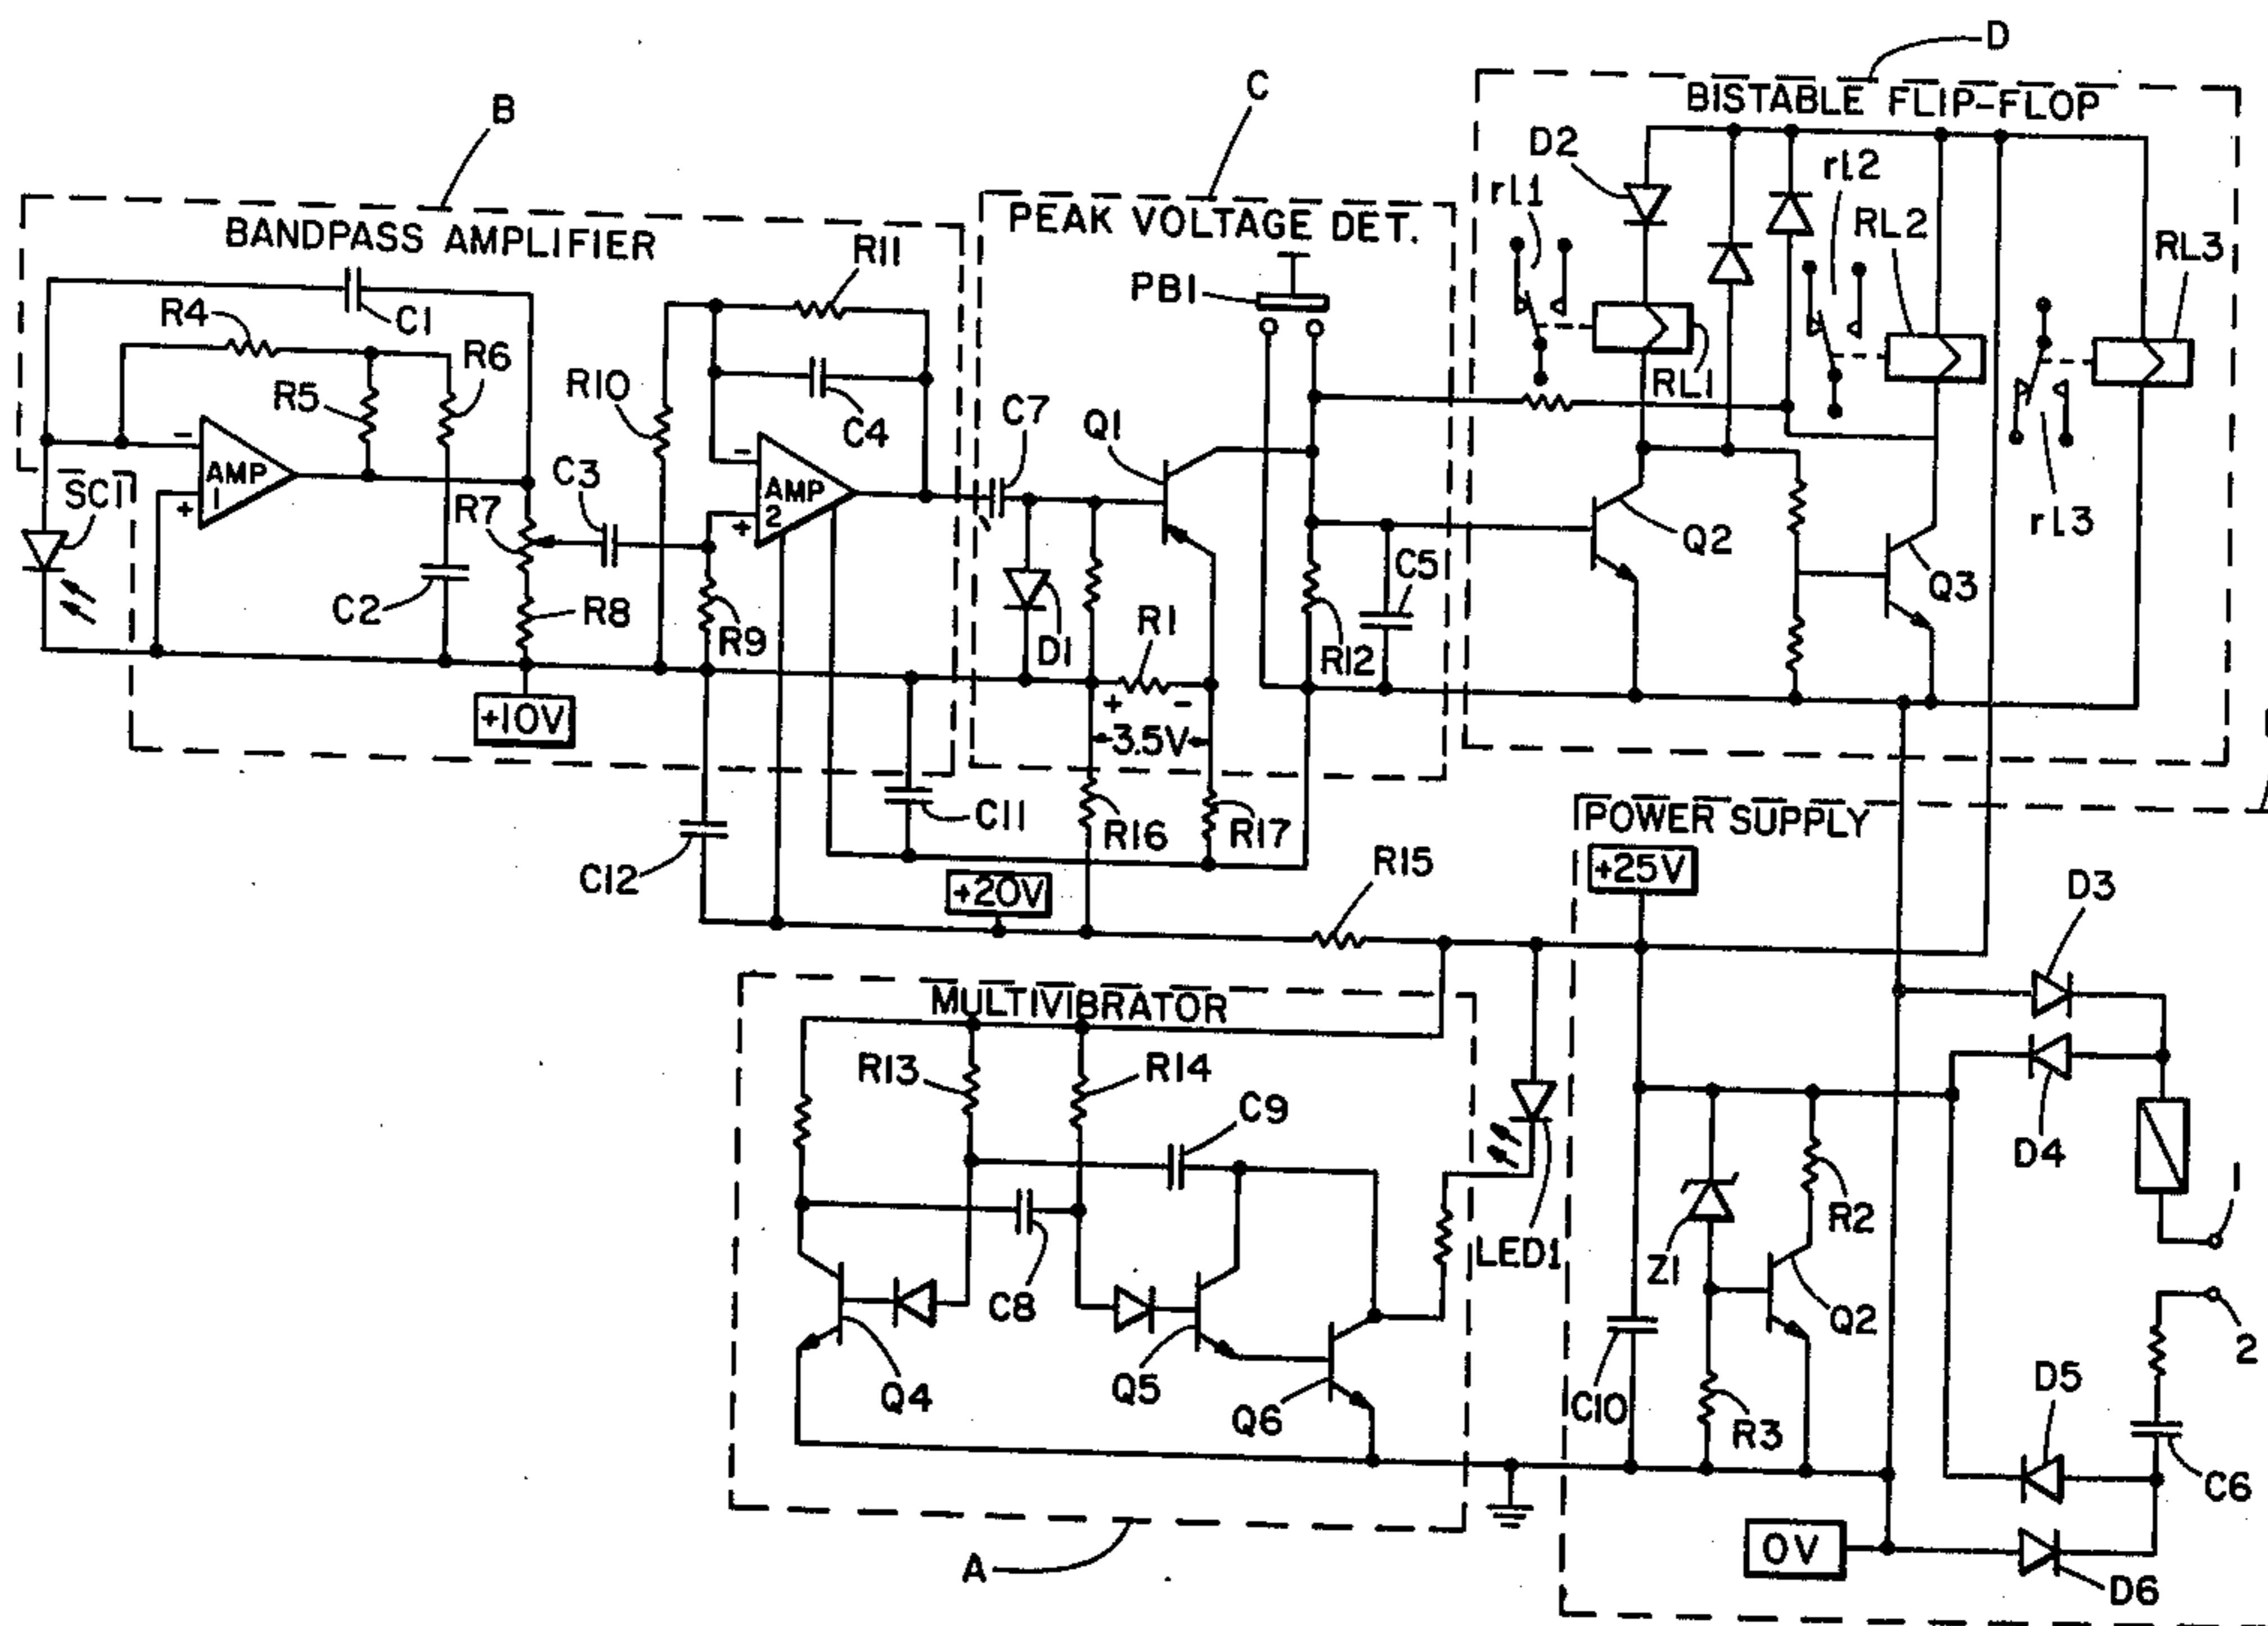 D
BISTABLE FLIP-FLOP
C
B
D2
rl1
rl2
RL2
RL3
BANDPASS AMPLIFIER
PEAK VOLTAGE DET.
R11
PB1
C1
R4
R6
R5
R10
C4
C7
Q1
RL1
rl3
- AMP 1 +
SC1
R7
C3
- AMP 2 +
Q2
Q3
C5
C2
R8
R9
D1
R1
R12
+ -
3.5V
+10V
C11
R16
R17
POWER SUPPLY
+25V
C12
+20V
R15
D3
MULTIVIBRATOR
R13
R14
C9
D4
1
R2
C8
LED1
Z1
Q2
2
Q4
Q5
Q6
C10
R3
D5
C6
A
0V
D6